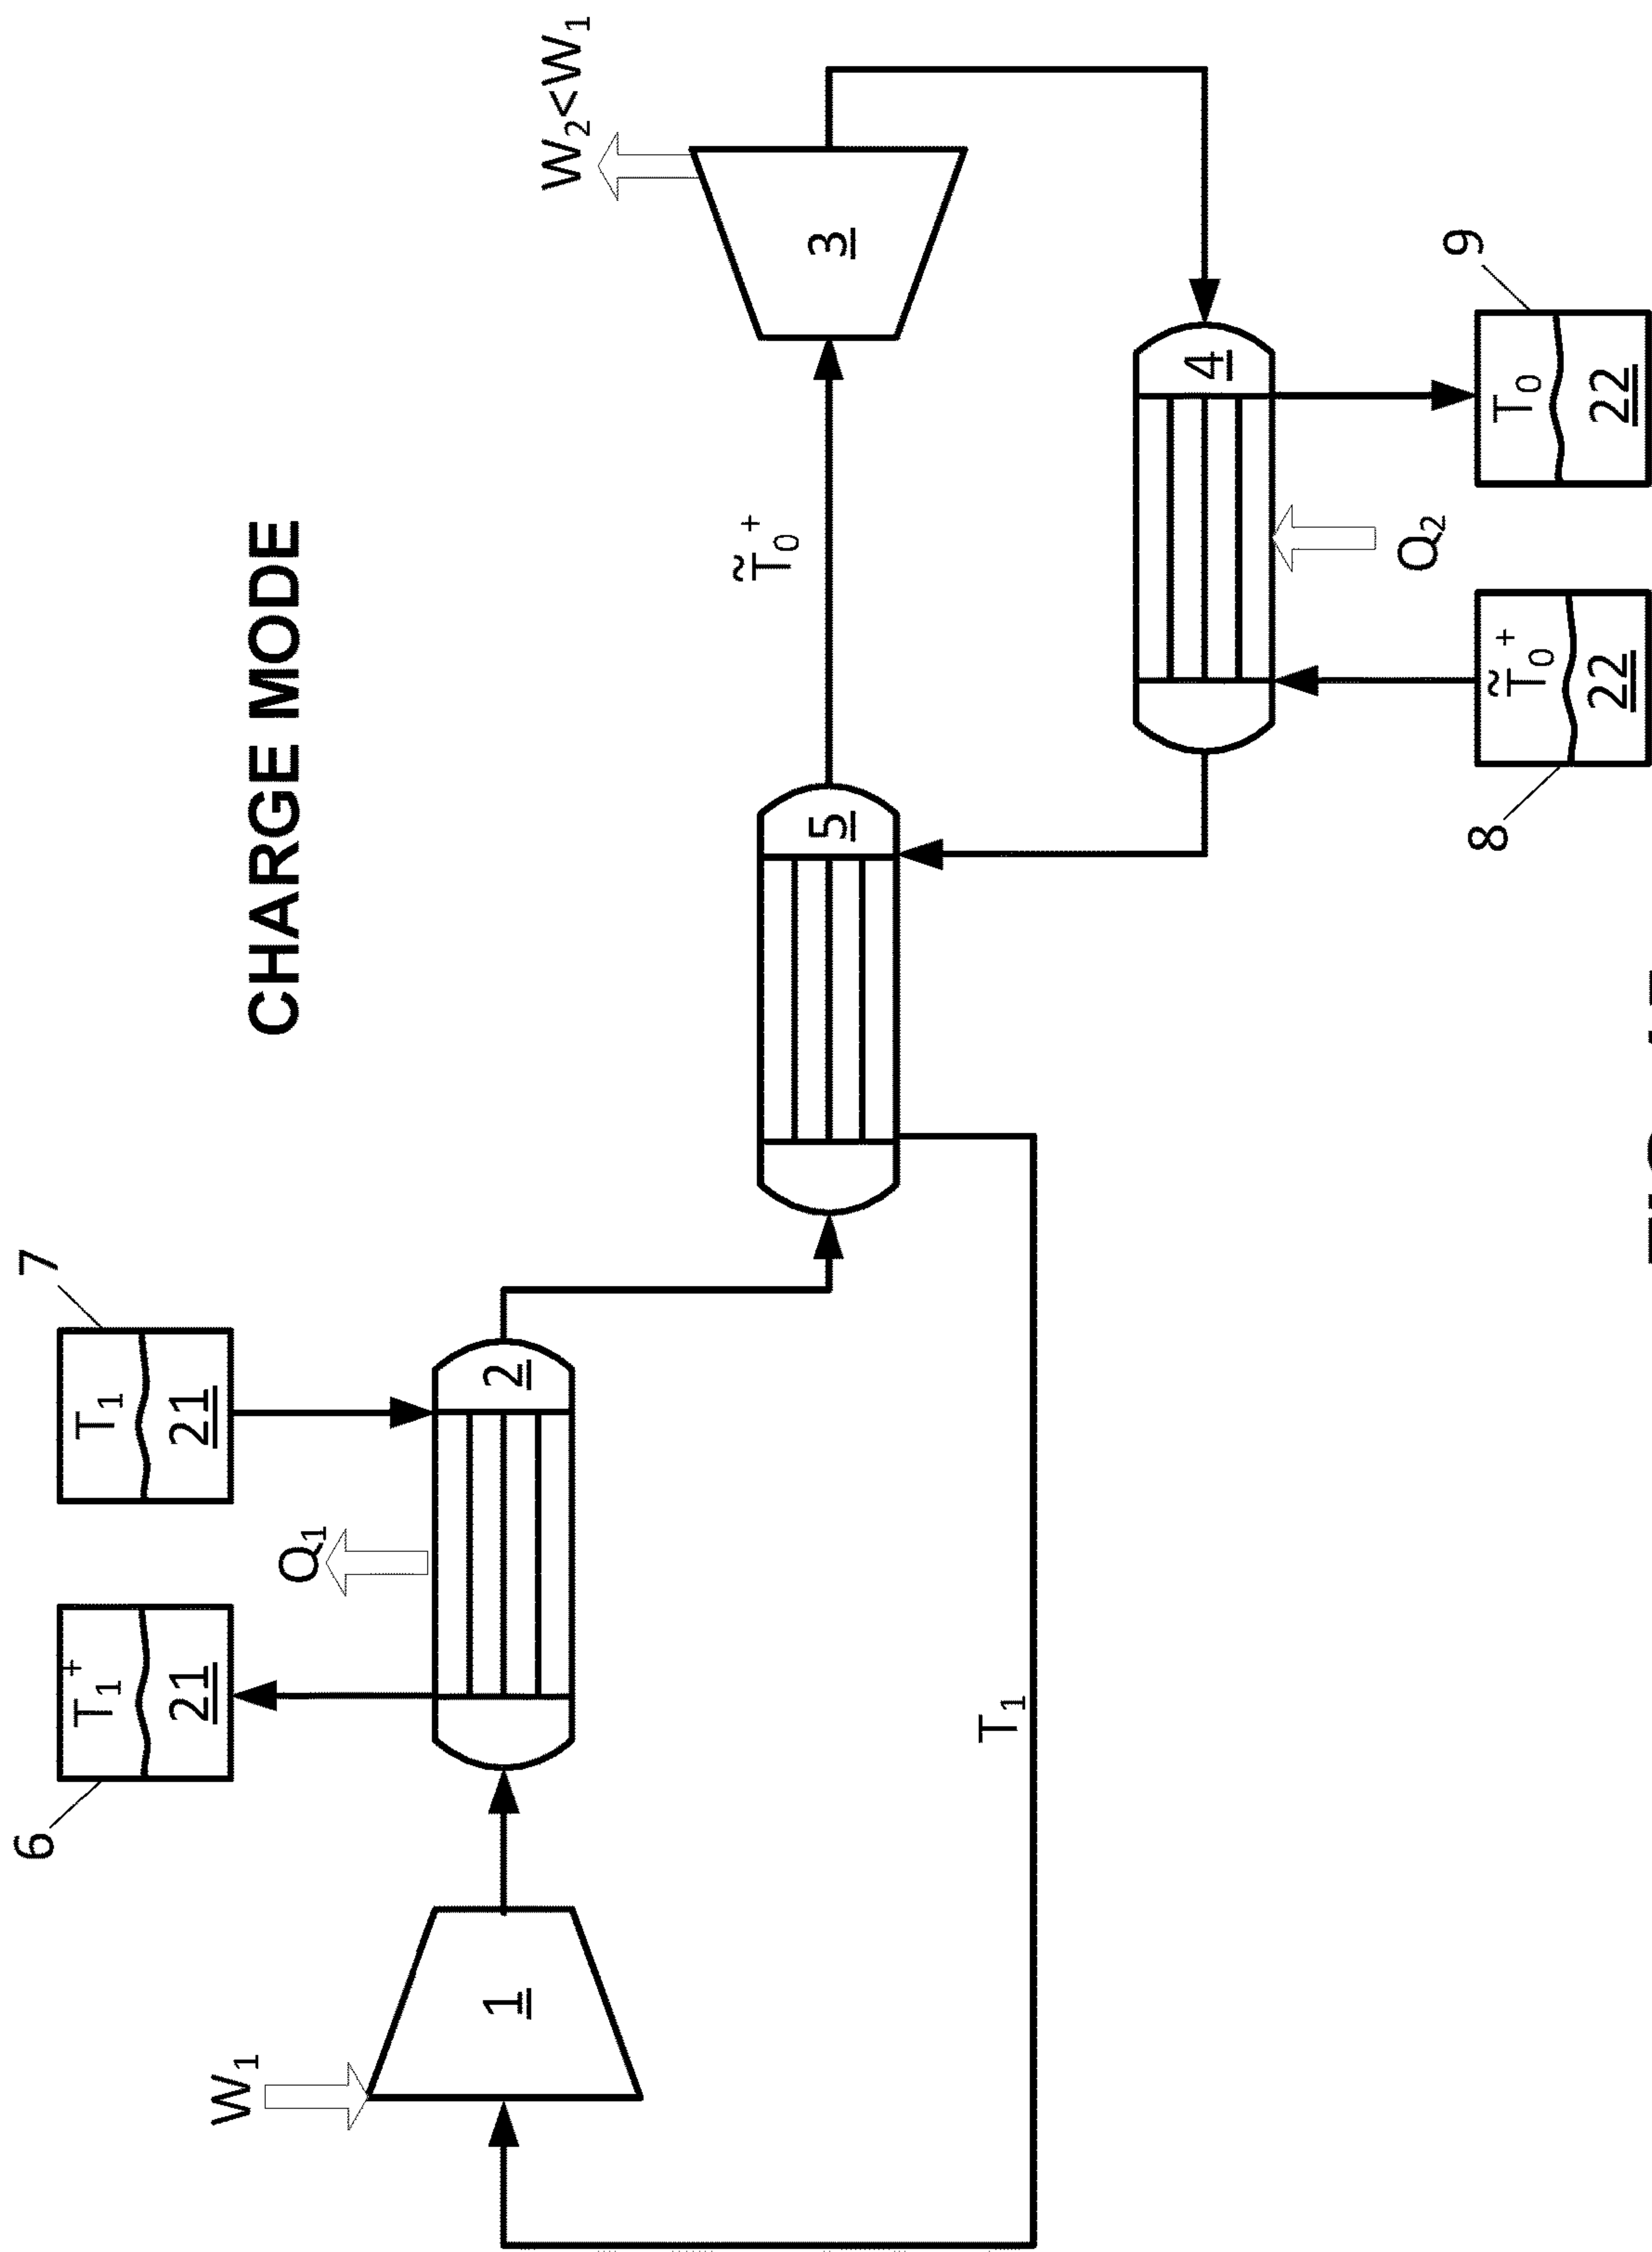 CHARGE MODE
6
7
T₁⁺
T₁
21
21
Q₁
W₁
1
2
T₁
5
T̃₀⁺
W₂<W₁
3
4
Q₂
T̃₀⁺
T₀
22
22
8
9